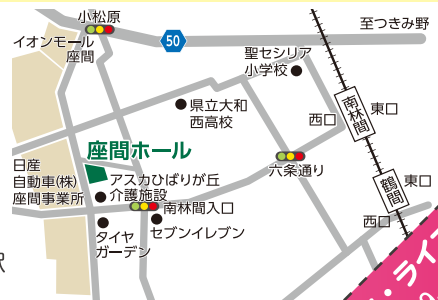 小松原
イオンモール
座間
50
至つきみ野
聖セシリア
小学校
県立大和
西高校
西口
南林間
東口
座間ホール
六条通り
日産
自動車(株)
座間事業所
アスカひばりが丘
介護施設
南林間入口
鶴間
東口
西口
タイヤ
ガーデン
セブンイレブン
・ライフ